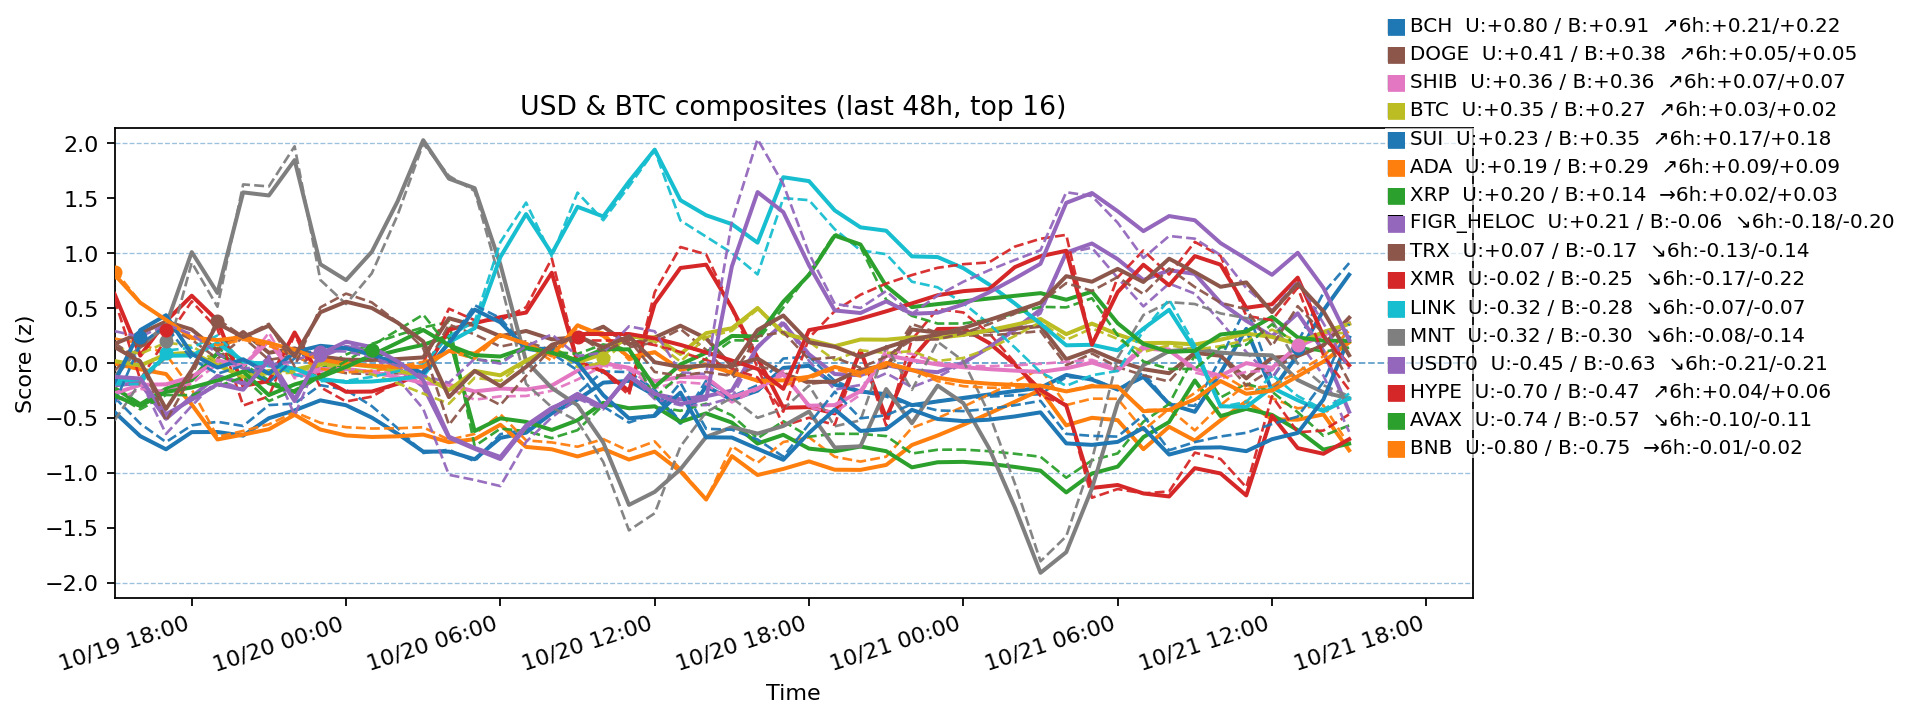 BCH  U:+0.80 / B:+0.91  ↗6h:+0.21/+0.22
DOGE  U:+0.41 / B:+0.38  ↗6h:+0.05/+0.05
SHIB  U:+0.36 / B:+0.36  ↗6h:+0.07/+0.07
BTC  U:+0.35 / B:+0.27  ↗6h:+0.03/+0.02
SUI  U:+0.23 / B:+0.35  ↗6h:+0.17/+0.18
ADA  U:+0.19 / B:+0.29  ↗6h:+0.09/+0.09
XRP  U:+0.20 / B:+0.14  →6h:+0.02/+0.03
FIGR_HELOC  U:+0.21 / B:-0.06  ↘6h:-0.18/-0.20
TRX  U:+0.07 / B:-0.17  ↘6h:-0.13/-0.14
XMR  U:-0.02 / B:-0.25  ↘6h:-0.17/-0.22
LINK  U:-0.32 / B:-0.28  ↘6h:-0.07/-0.07
MNT  U:-0.32 / B:-0.30  ↘6h:-0.08/-0.14
USDT0  U:-0.45 / B:-0.63  ↘6h:-0.21/-0.21
HYPE  U:-0.70 / B:-0.47  ↗6h:+0.04/+0.06
AVAX  U:-0.74 / B:-0.57  ↘6h:-0.10/-0.11
BNB  U:-0.80 / B:-0.75  →6h:-0.01/-0.02
USD & BTC composites (last 48h, top 16)
Score (z)
2.0
1.5
1.0
0.5
0.0
−0.5
−1.0
−1.5
−2.0
10/19 18:00
10/20 00:00
10/20 06:00
10/20 12:00
10/20 18:00
10/21 00:00
10/21 06:00
10/21 12:00
10/21 18:00
Time